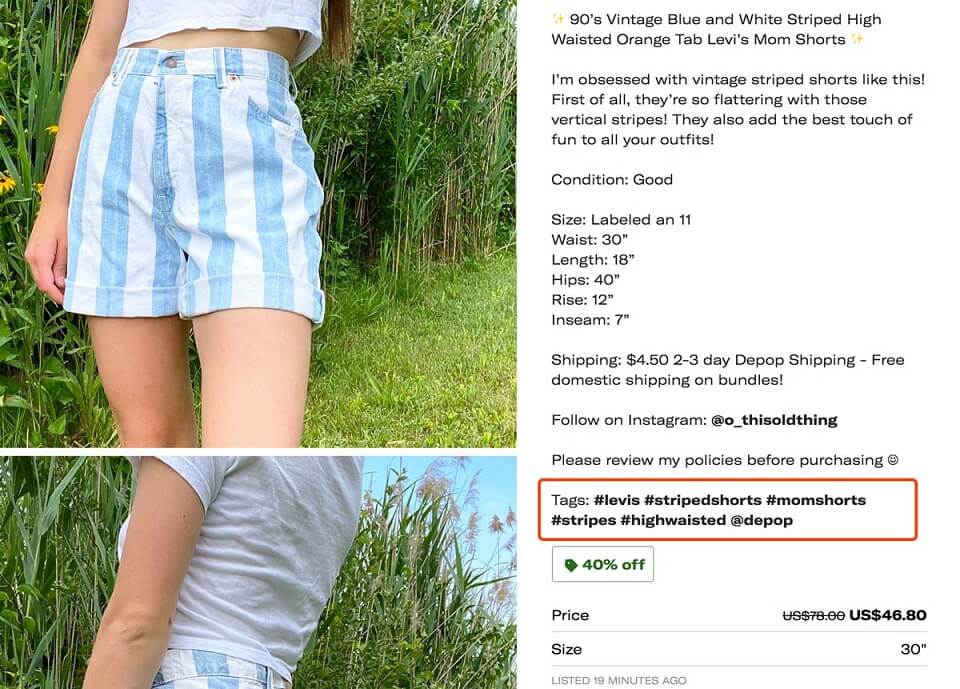 ✨ 90’s Vintage Blue and White Striped High
Waisted Orange Tab Levi’s Mom Shorts ✨
I’m obsessed with vintage striped shorts like this!
First of all, they’re so flattering with those
vertical stripes! They also add the best touch of
fun to all your outfits!
Condition: Good
Size: Labeled an 11
Waist: 30”
Length: 18”
Hips: 40”
Rise: 12”
Inseam: 7”
Shipping: $4.50 2-3 day Depop Shipping - Free
domestic shipping on bundles!
Follow on Instagram: @o_thisoldthing
Please review my policies before purchasing ☺
Tags: #levis #stripedshorts #momshorts
#stripes #highwaisted @depop
40% off
Price US$78.00 US$46.80
Size 30"
LISTED 19 MINUTES AGO